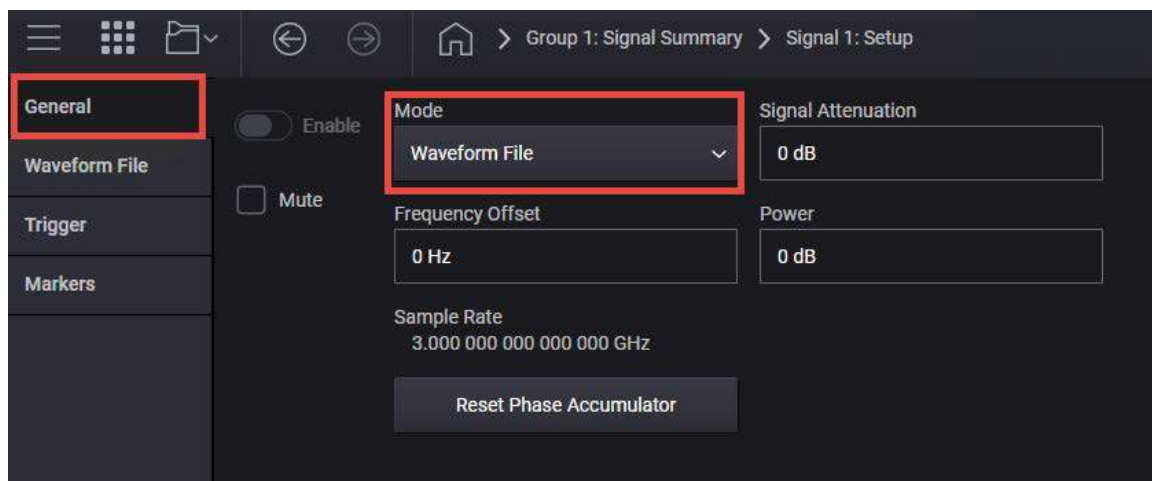 Group 1: Signal Summary > Signal 1: Setup
General
Waveform File
Trigger
Markers
Enable
Mute
Mode
Waveform File
Signal Attenuation
0 dB
Frequency Offset
0 Hz
Power
0 dB
Sample Rate
3.000 000 000 000 000 GHz
Reset Phase Accumulator